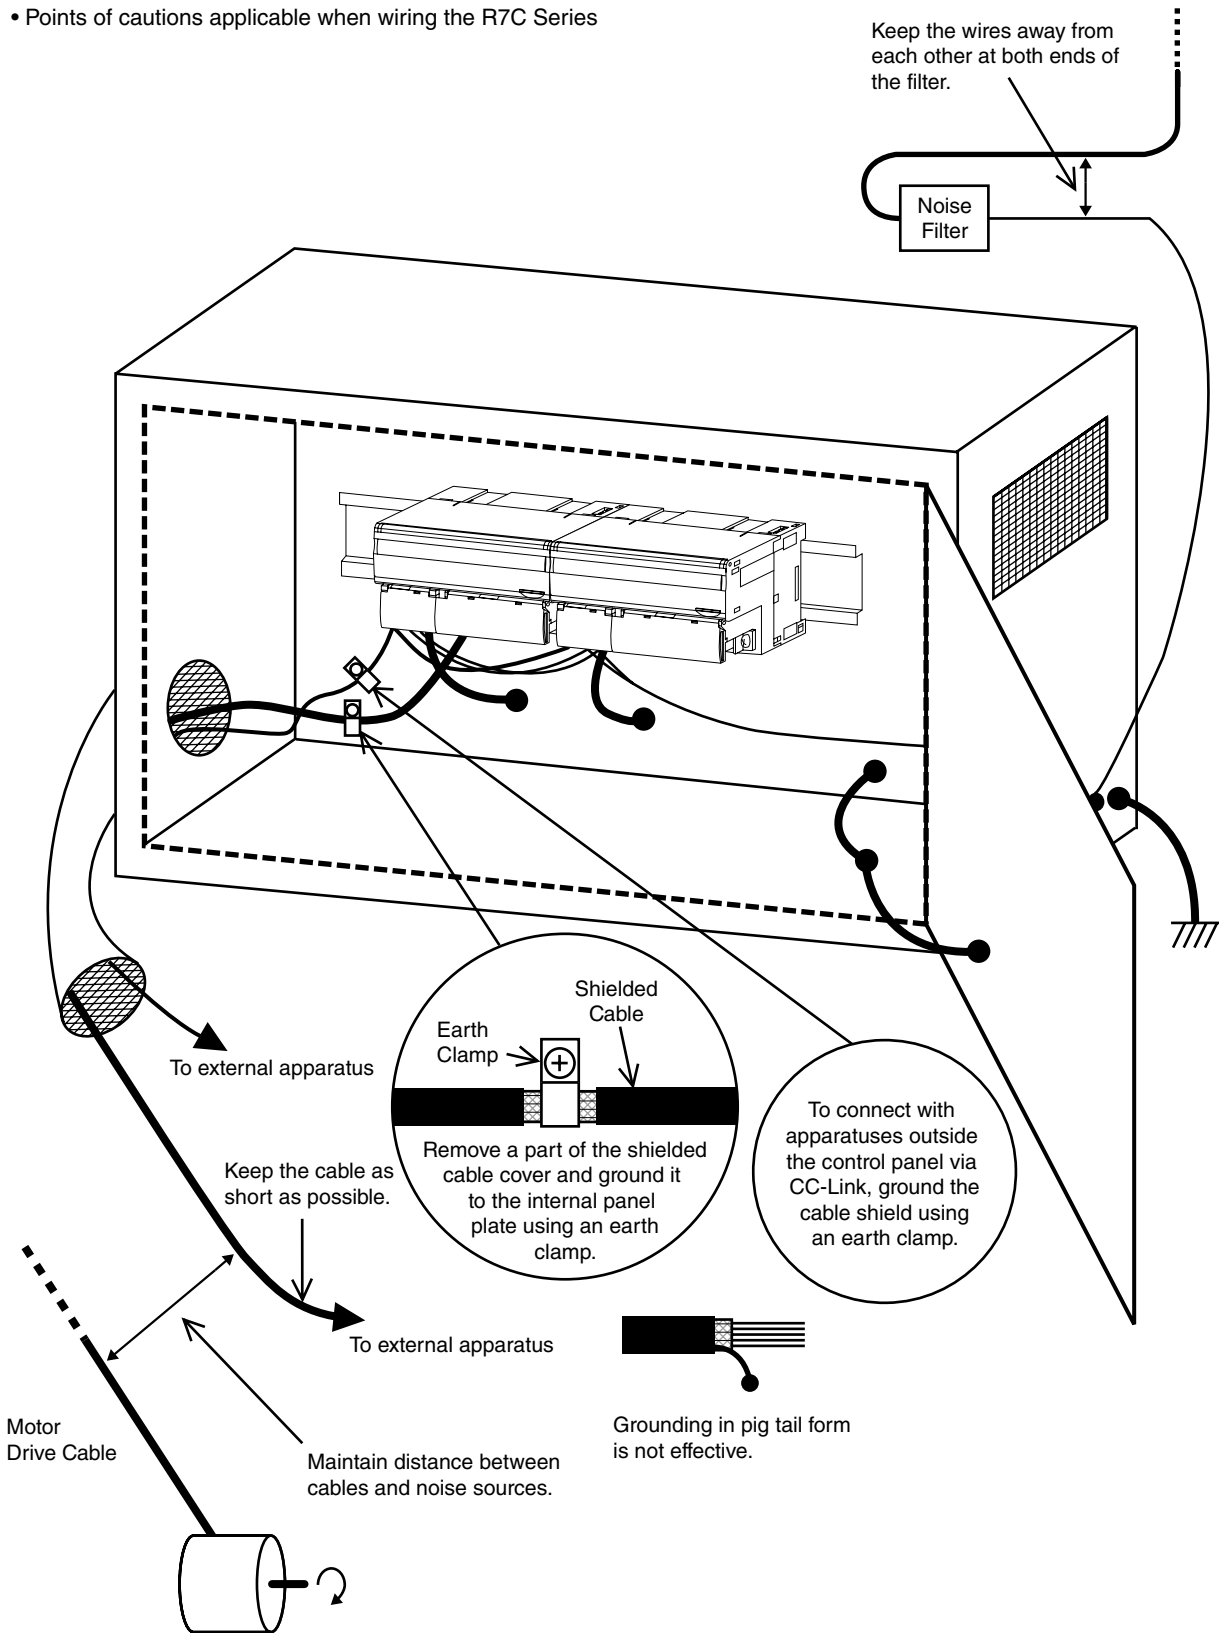 • Points of cautions applicable when wiring the R7C Series
Keep the wires away from
each other at both ends of
the filter.
Noise
Filter
Shielded
Cable
Earth
Clamp
To external apparatus
Remove a part of the shielded
cable cover and ground it
to the internal panel
plate using an earth
clamp.
To connect with
apparatuses outside
the control panel via
CC-Link, ground the
cable shield using
an earth clamp.
Keep the cable as
short as possible.
To external apparatus
Motor
Drive Cable
Maintain distance between
cables and noise sources.
Grounding in pig tail form
is not effective.